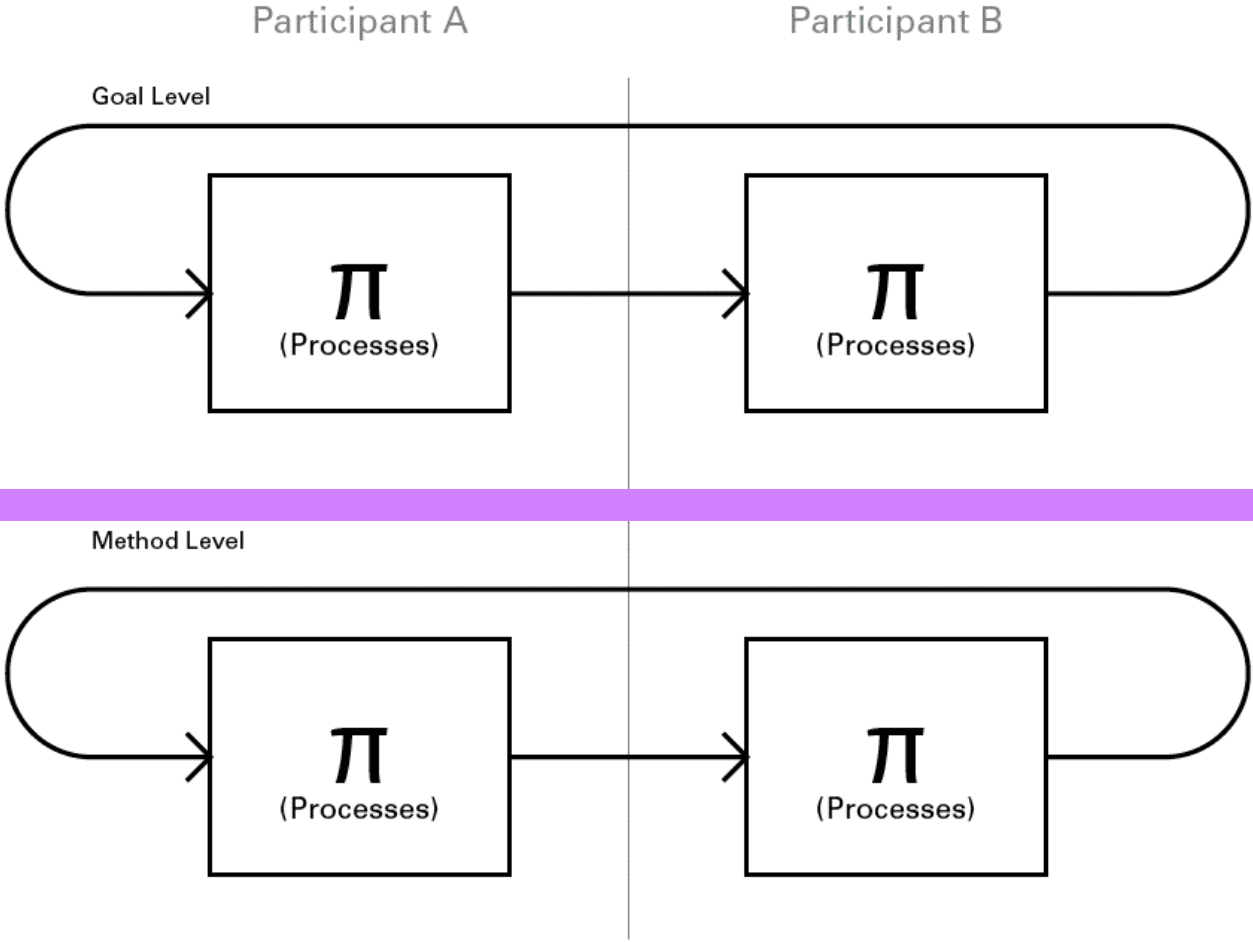 Participant A
Participant B
Goal Level
π
(Processes)
π
(Processes)
Method Level
π
(Processes)
π
(Processes)